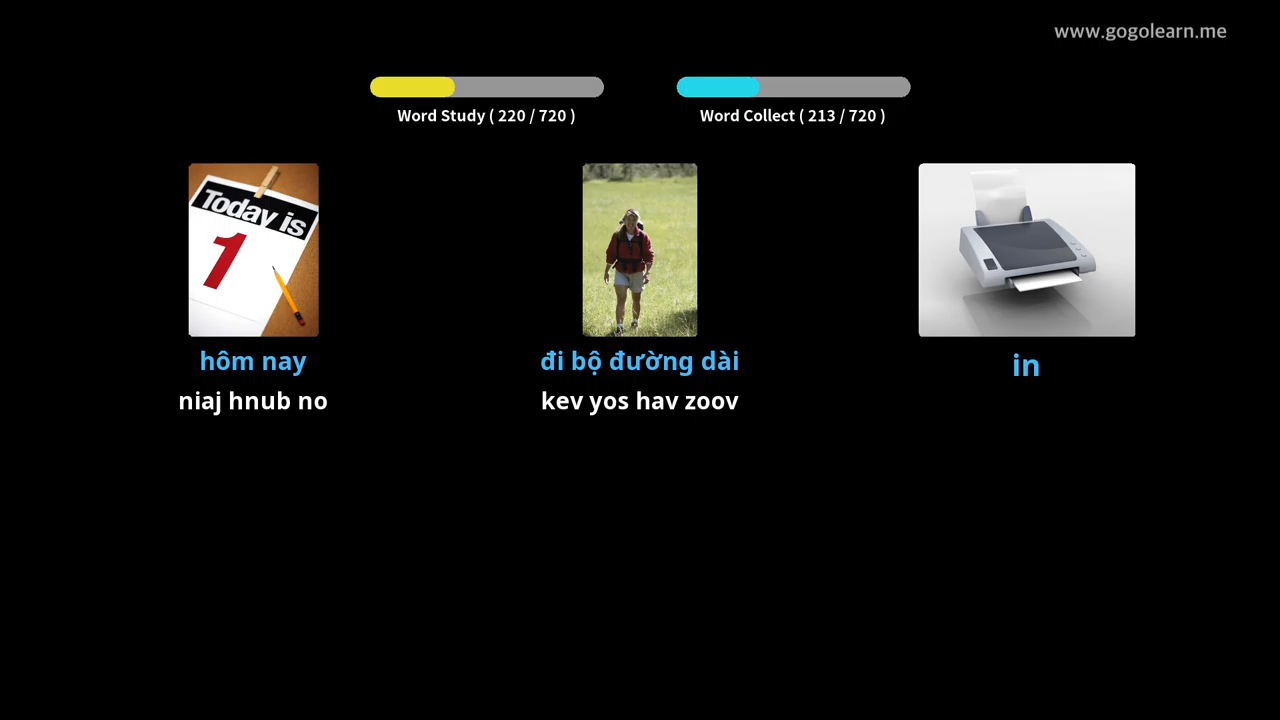 www.gogolearn.me
Word Study ( 220 / 720 )
Word Collect ( 213 / 720 )
Today is
1
hôm nay
niaj hnub no
đi bộ đường dài
kev yos hav zoov
in